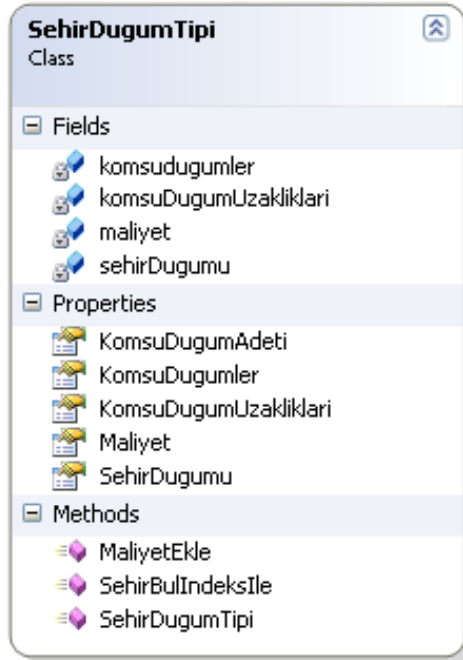 SehirDugumTipi
Class
Fields
komsudugumler
komsuDugumUzakliklari
maliyet
sehirDugumu
Properties
KomsuDugumAdeti
KomsuDugumler
KomsuDugumUzakliklari
Maliyet
SehirDugumu
Methods
MaliyetEkle
SehirBulIndeksIle
SehirDugumTipi